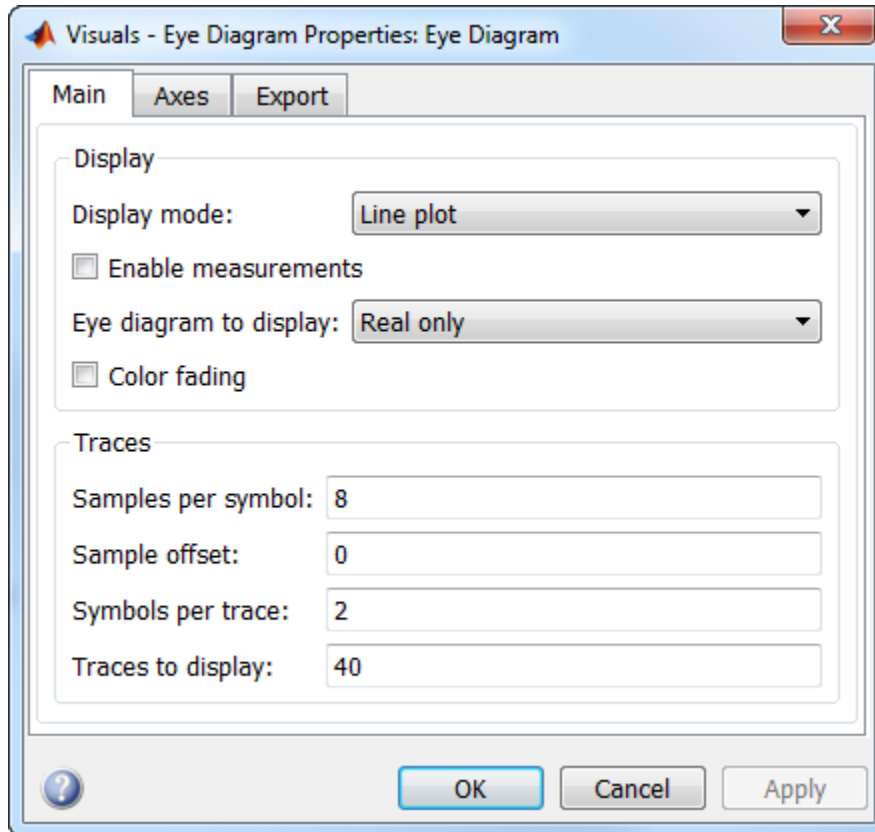 Visuals - Eye Diagram Properties: Eye Diagram
Main Axes Export
Display
Display mode: Line plot
Enable measurements
Eye diagram to display: Real only
Color fading
Traces
Samples per symbol: 8
Sample offset: 0
Symbols per trace: 2
Traces to display: 40
? OK Cancel Apply